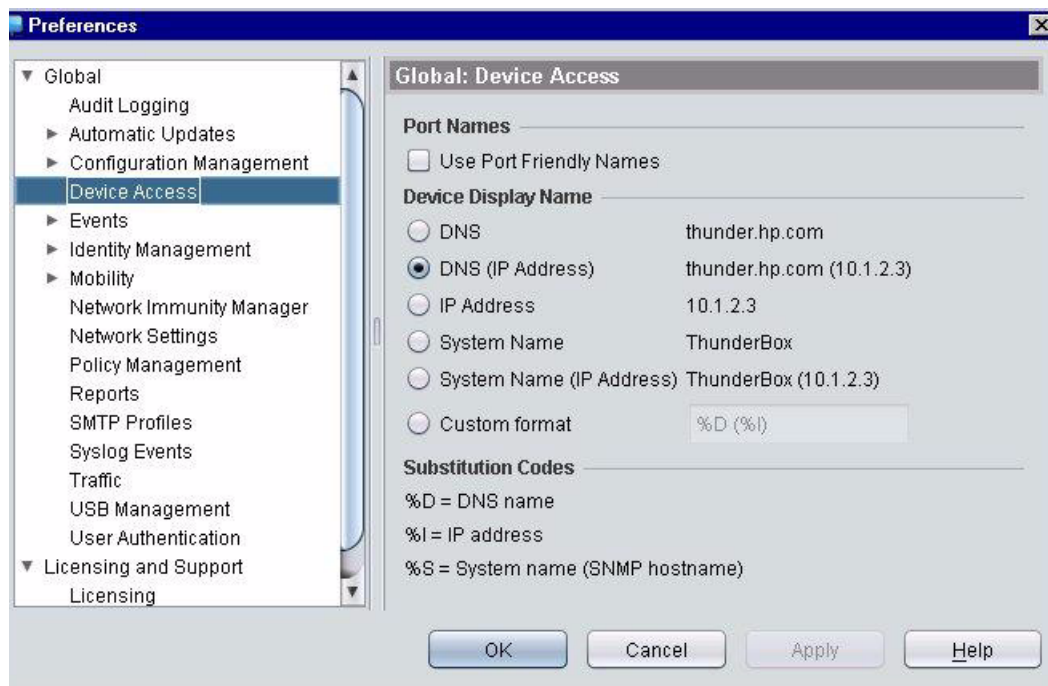 Preferences
Global
Audit Logging
Automatic Updates
Configuration Management
Device Access
Events
Identity Management
Mobility
Network Immunity Manager
Network Settings
Policy Management
Reports
SMTP Profiles
Syslog Events
Traffic
USB Management
User Authentication
Licensing and Support
Licensing
Global: Device Access
Port Names
Use Port Friendly Names
Device Display Name
DNS thunder.hp.com
DNS (IP Address) thunder.hp.com (10.1.2.3)
IP Address 10.1.2.3
System Name ThunderBox
System Name (IP Address) ThunderBox (10.1.2.3)
Custom format %D (%I)
Substitution Codes
%D = DNS name
%I = IP address
%S = System name (SNMP hostname)
OK Cancel Apply Help